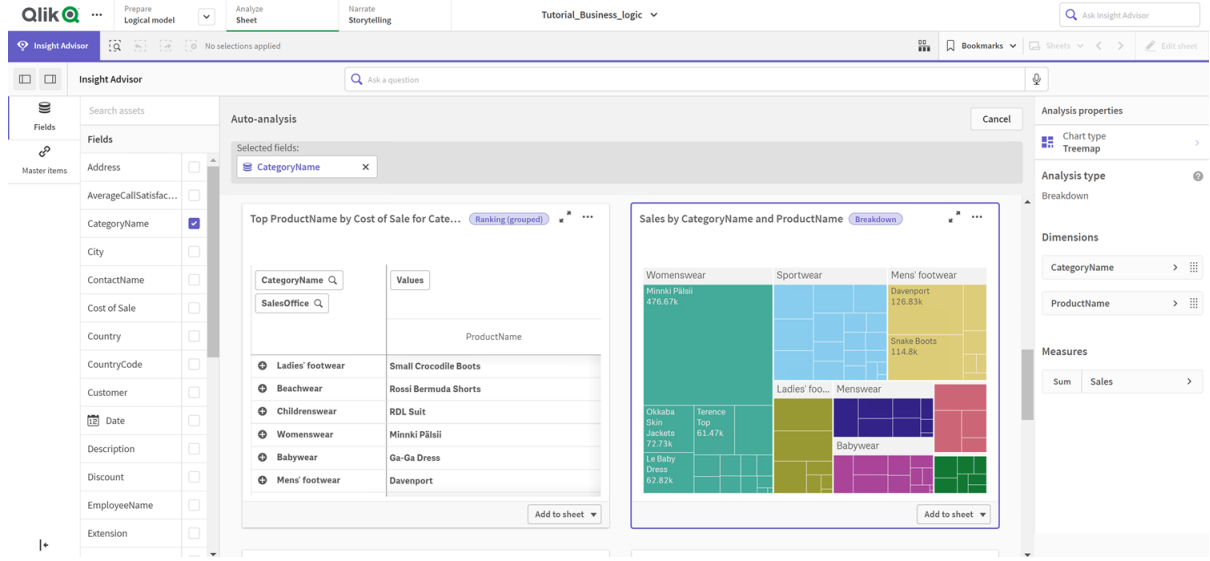 Qlik
Prepare
Logical model
Analyze
Sheet
Narrate
Storytelling
Tutorial_Business_logic
Ask Insight Advisor
Insight Advisor
No selections applied
Bookmarks
Sheets
Edit sheet
Insight Advisor
Ask a question
Fields
Master items
Search assets
Fields
Address
AverageCallSatisfac...
CategoryName
City
ContactName
Cost of Sale
Country
CountryCode
Customer
Date
Description
Discount
EmployeeName
Extension
Auto-analysis
Cancel
Selected fields:
CategoryName
Top ProductName by Cost of Sale for Cate...
Ranking (grouped)
CategoryName
SalesOffice
Values
ProductName
Ladies' footwear
Small Crocodile Boots
Beachwear
Rossi Bermuda Shorts
Childrenswear
RDL Suit
Womenswear
Minnki Pälsii
Babywear
Ga-Ga Dress
Mens' footwear
Davenport
Add to sheet
Sales by CategoryName and ProductName
Breakdown
Womenswear
Sportwear
Mens' footwear
Minnki Pälsii
476.67k
Davenport
126.83k
Snake Boots
114.8k
Ladies' foo...
Menswear
Okkaba
Skin
Jackets
72.73k
Terence
Top
61.47k
Babywear
Le Baby
Dress
62.82k
Add to sheet
Analysis properties
Chart type
Treemap
Analysis type
Breakdown
Dimensions
CategoryName
ProductName
Measures
Sum
Sales